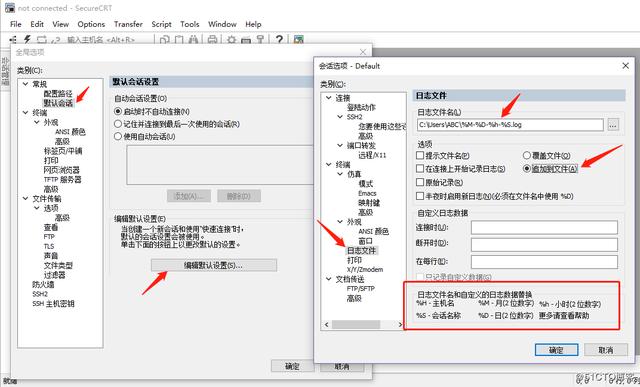 not connected - SecureCRT
File Edit View Options Transfer Script Tools Window Help
输入主机名 <Alt+R>
会话管理器
全局选项
类别(C):
常规
配置路径
默认会话
终端
外观
ANSI 颜色
高级
标签页/平铺
打印
网页浏览器
TFTP 服务器
高级
文件传输
选项
高级
查看
FTP
TLS
声音
文件类型
过滤器
防火墙
SSH2
SSH 主机密钥
默认会话设置
自动会话设置(O)
启动时不自动连接(N)
记住并连接到最后一次使用的会话(R)
使用自动会话(U)
添加(A)...
删除(D)
编辑默认设置(E)
当创建一个新会话和使用"快速连接"时，
默认的会话设置会被使用。
单击下面的按钮以更改默认的设置。
编辑默认设置(S)...
确定
取消
会话选项 - Default
类别(C):
连接
登陆动作
SSH2
您要使用这些设
高级
端口转发
远程/X11
终端
仿真
模式
Emacs
映射键
高级
外观
ANSI 颜色
窗口
日志文件
打印
X/Y/Zmodem
文档传送
FTP/SFTP
高级
日志文件
日志文件名(L)
C:\Users\ABC\%M-%D-%h-%S.log
...
选项
提示文件名(P) 覆盖文件(O)
在连接上开始记录日志(S) 追加到文件(A)
原始记录(R)
半夜时启用新日志(N)(必须在文件名中使用 %D)
自定义日志数据
连接时(U):
断开时(D):
在每行(E):
只记录自定义数据(G)
日志文件名和自定义的日志数据替换
%H - 主机名 %M - 月(2 位数字) %h - 小时(2 位数字)
%S - 会话名称 %D - 日(2 位数字) 更多请查看帮助
确定
取消
就绪
@51CTO博客